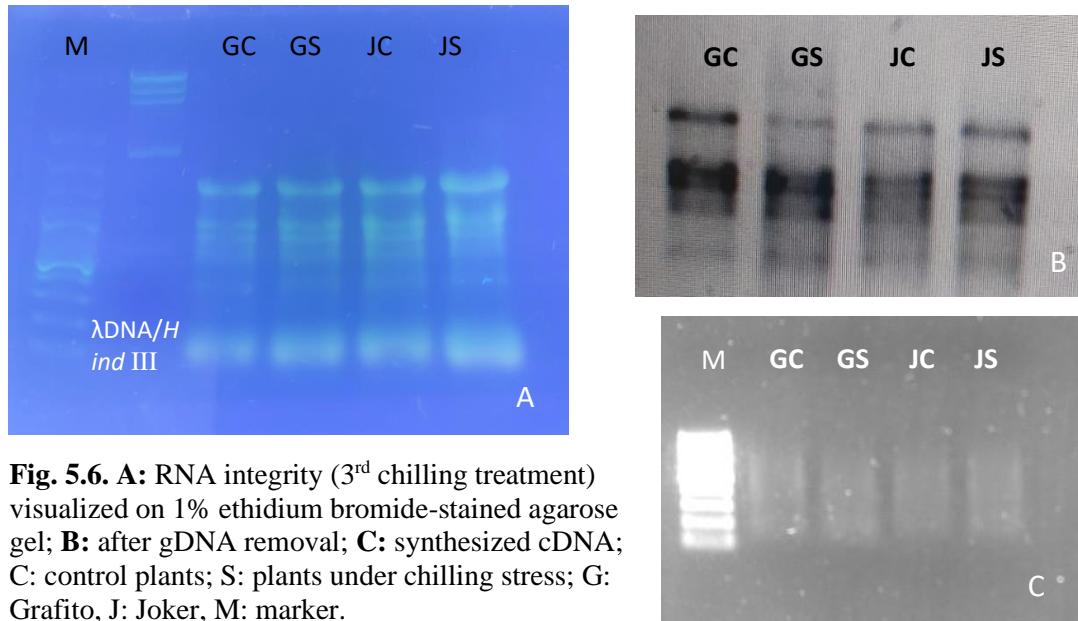 M GC GS JC JS
λDNA/H
ind III
A
GC GS JC JS
B
M GC GS JC JS
C
Fig. 5.6. A: RNA integrity (3rd chilling treatment)
visualized on 1% ethidium bromide-stained agarose
gel; B: after gDNA removal; C: synthesized cDNA;
C: control plants; S: plants under chilling stress; G:
Grafito, J: Joker, M: marker.